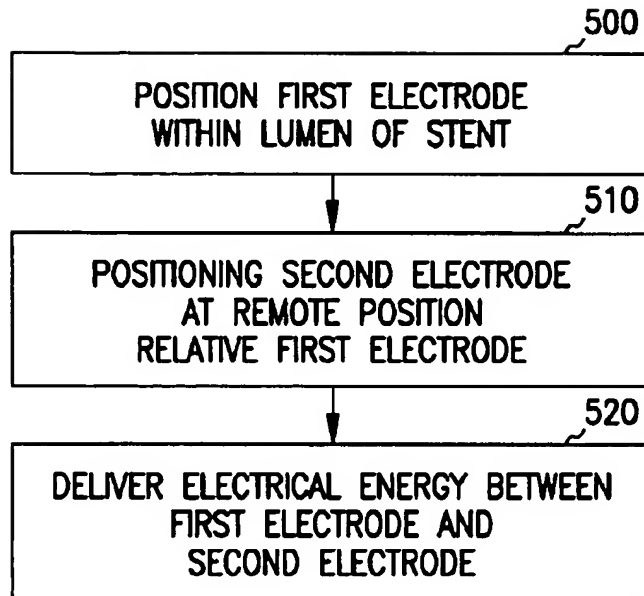 500
POSITION FIRST ELECTRODE
WITHIN LUMEN OF STENT
510
POSITIONING SECOND ELECTRODE
AT REMOTE POSITION
RELATIVE FIRST ELECTRODE
520
DELIVER ELECTRICAL ENERGY BETWEEN
FIRST ELECTRODE AND
SECOND ELECTRODE